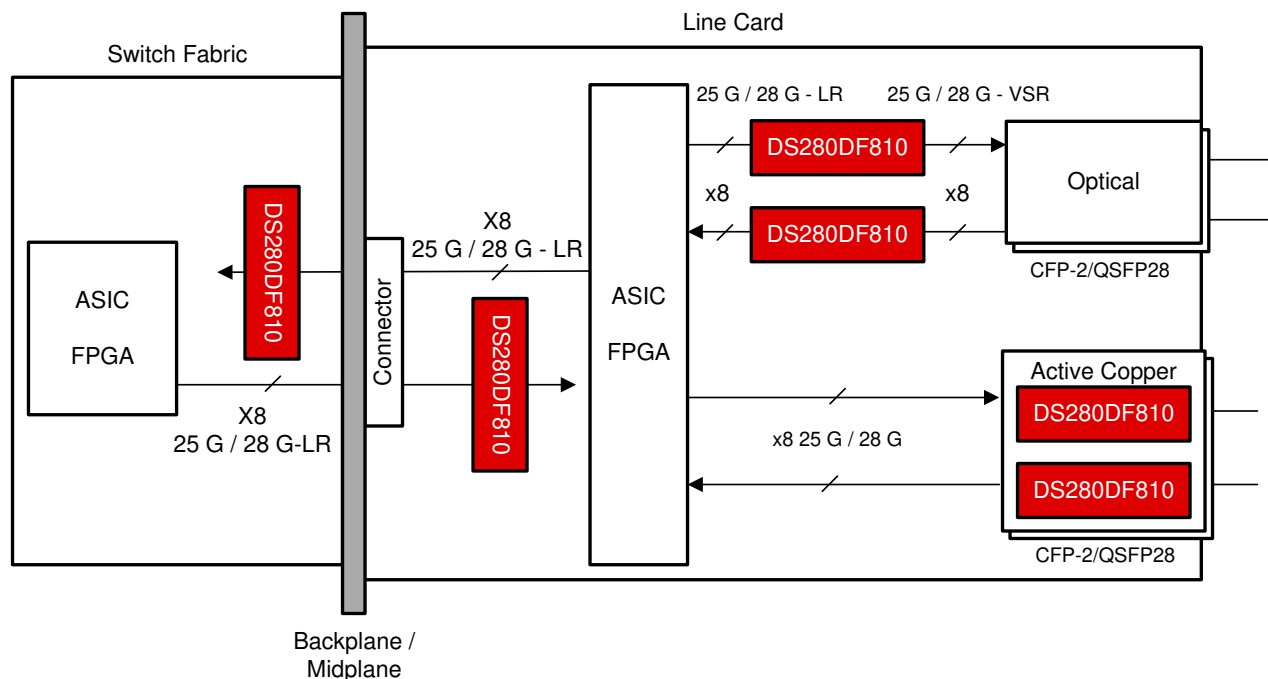 Line Card
Switch Fabric
25 G / 28 G - LR
25 G / 28 G - VSR
DS280DF810
x8
x8
DS280DF810
Optical
CFP-2/QSFP28
DS280DF810
X8
25 G / 28 G - LR
ASIC
FPGA
X8
25 G / 28 G-LR
Connector
DS280DF810
ASIC
FPGA
x8 25 G / 28 G
Active Copper
DS280DF810
DS280DF810
CFP-2/QSFP28
Backplane /
Midplane